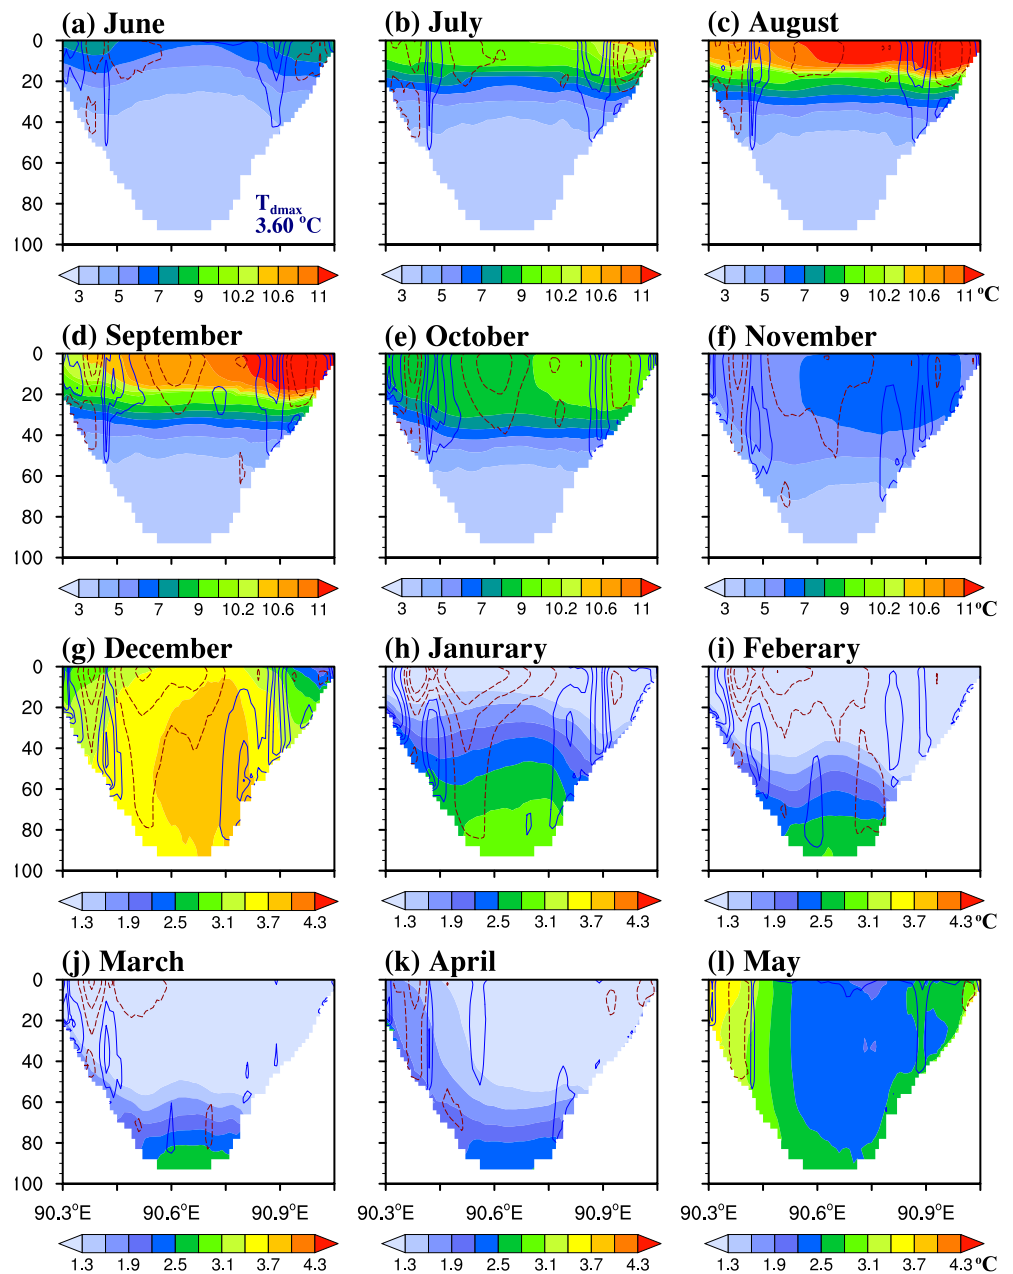 (a) June (b) July (c) August
0
20
40
60
80
100
T dmax
3.60 °C
3 5 7 9 10.2 10.6 11 3 5 7 9 10.2 10.6 11 3 5 7 9 10.2 10.6 11 °C
(d) September (e) October (f) November
0
20
40
60
80
100
3 5 7 9 10.2 10.6 11 3 5 7 9 10.2 10.6 11 3 5 7 9 10.2 10.6 11 °C
(g) December (h) Janurary (i) Feberary
0
20
40
60
80
100
1.3 1.9 2.5 3.1 3.7 4.3 1.3 1.9 2.5 3.1 3.7 4.3 1.3 1.9 2.5 3.1 3.7 4.3 °C
(j) March (k) April (l) May
0
20
40
60
80
100
90.3°E 90.6°E 90.9°E 90.3°E 90.6°E 90.9°E 90.3°E 90.6°E 90.9°E
1.3 1.9 2.5 3.1 3.7 4.3 1.3 1.9 2.5 3.1 3.7 4.3 1.3 1.9 2.5 3.1 3.7 4.3 °C